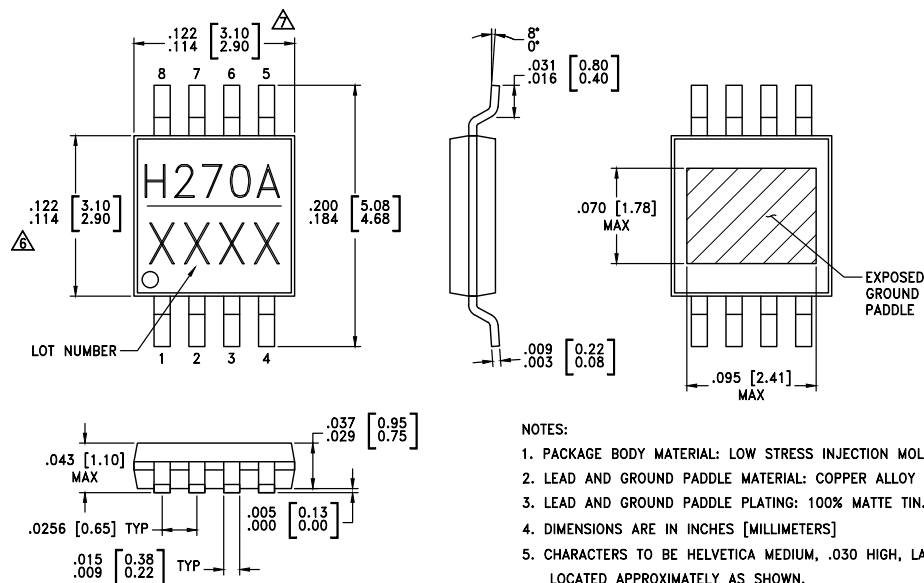 .122 [3.10]
.114 [2.90]
7
8 7 6 5
.122 [3.10]
.114 [2.90]
6
H270A
XXXX
.200 [5.08]
.184 [4.68]
LOT NUMBER
1 2 3 4
8°
0°
.031 [0.80]
.016 [0.40]
.009 [0.22]
.003 [0.08]
.070 [1.78]
MAX
EXPOSED
GROUND
PADDLE
.095 [2.41]
MAX
.043 [1.10]
MAX
.037 [0.95]
.029 [0.75]
.005 [0.13]
.000 [0.00]
.0256 [0.65] TYP
.015 [0.38]
.009 [0.22] TYP
NOTES:
1. PACKAGE BODY MATERIAL: LOW STRESS INJECTION MOL
2. LEAD AND GROUND PADDLE MATERIAL: COPPER ALLOY
3. LEAD AND GROUND PADDLE PLATING: 100% MATTE TIN.
4. DIMENSIONS ARE IN INCHES [MILLIMETERS]
5. CHARACTERS TO BE HELVETICA MEDIUM, .030 HIGH, LA
LOCATED APPROXIMATELY AS SHOWN.